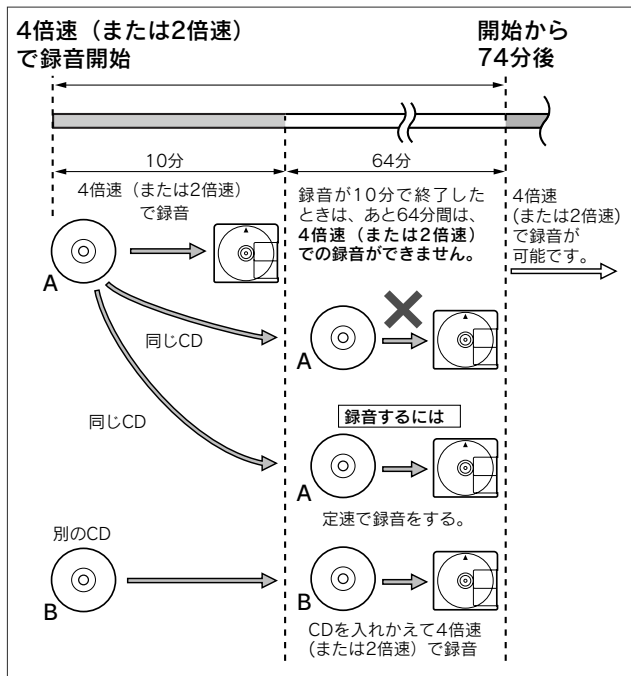 4倍速（または2倍速）
で録音開始
開始から
74分後
10分
64分
4倍速（または2倍速）
で録音
録音が10分で終了した
ときは、あと64分間は、
4倍速（または2倍速）
での録音ができません。
4倍速
(または2倍速)
で録音が
可能です。
A
同じCD
A
同じCD
録音するには
A
定速で録音をする。
別のCD
B
B
CDを入れかえて4倍速
(または2倍速）で録音